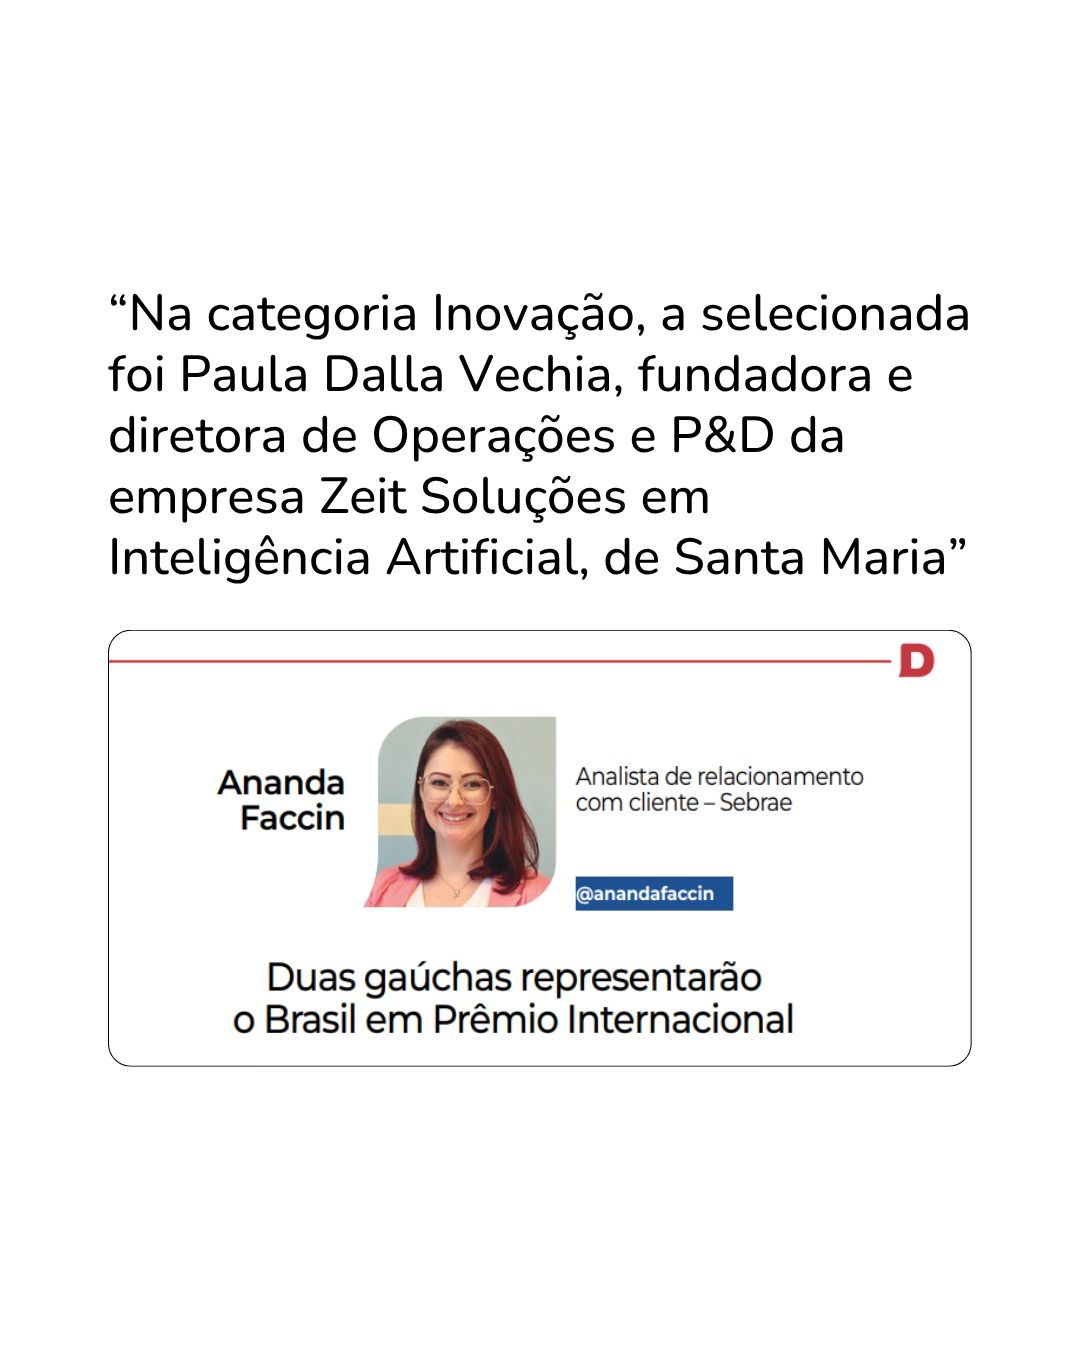 “Na categoria Inovação, a selecionada
foi Paula Dalla Vechia, fundadora e
diretora de Operações e P&D da
empresa Zeit Soluções em
Inteligência Artificial, de Santa Maria”
D
Ananda
Faccin
Analista de relacionamento
com cliente – Sebrae
@anandafaccin
Duas gaúchas representarão
o Brasil em Prêmio Internacional